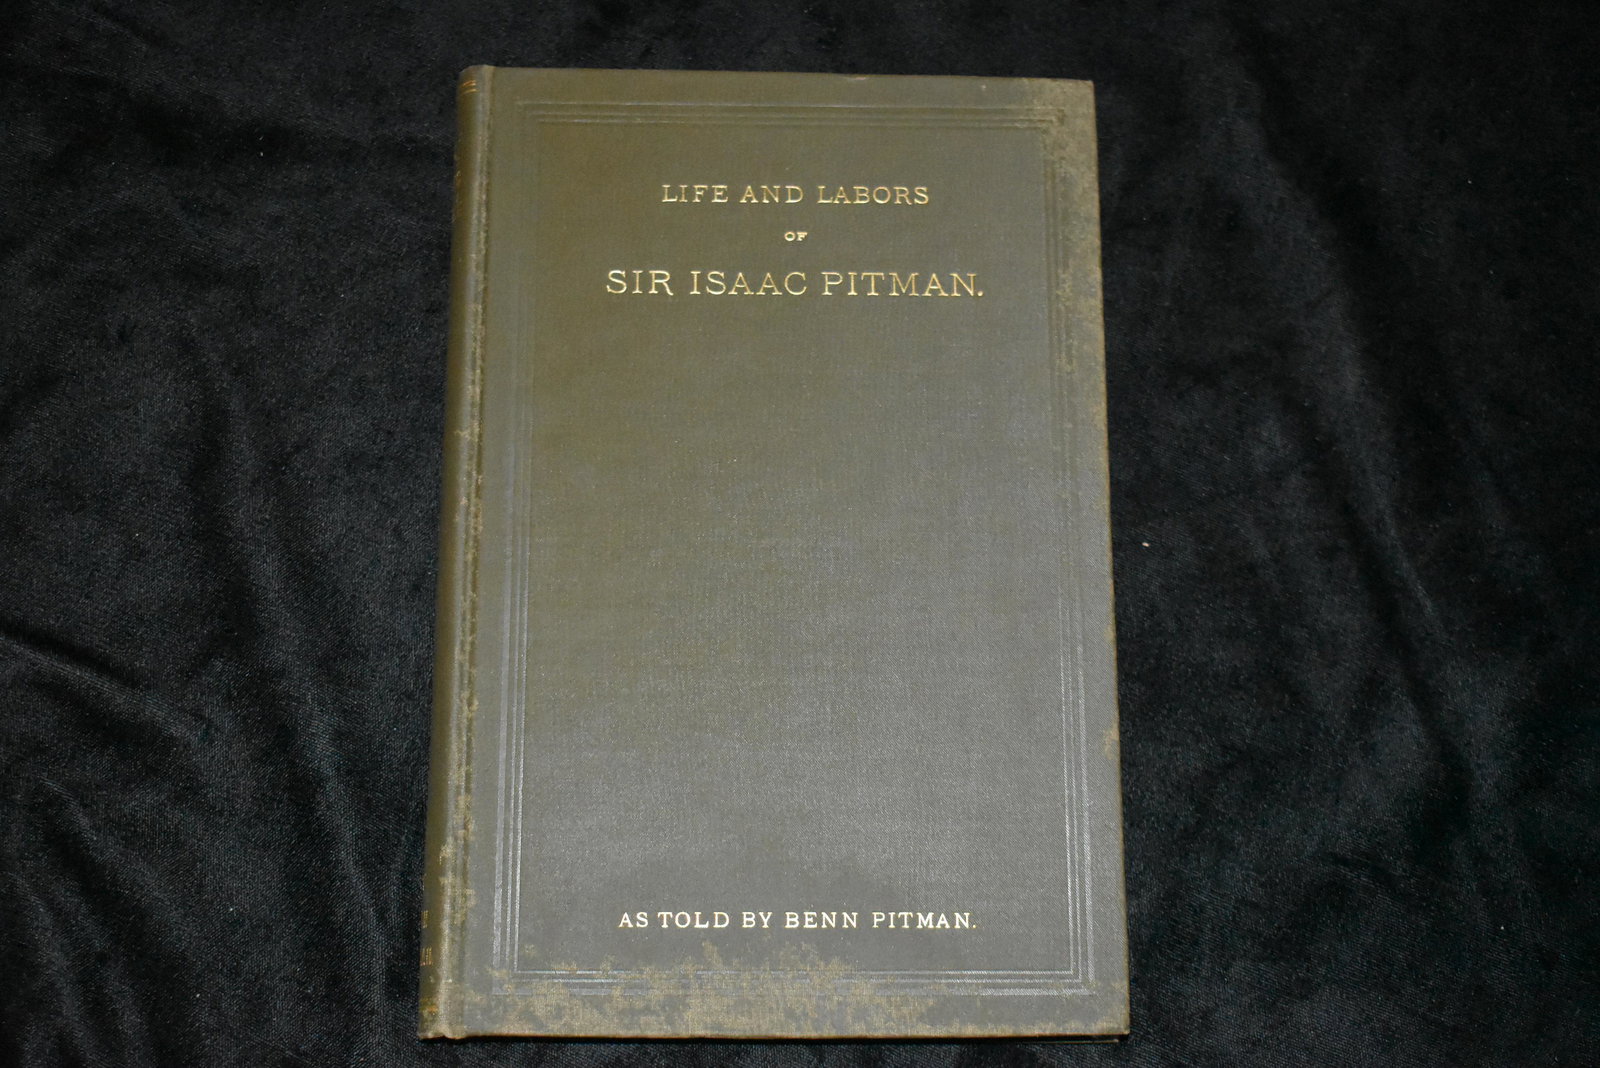 LIFE AND LABORS
OF
SIR ISAAC PITMAN.
AS TOLD BY BENN PITMAN.